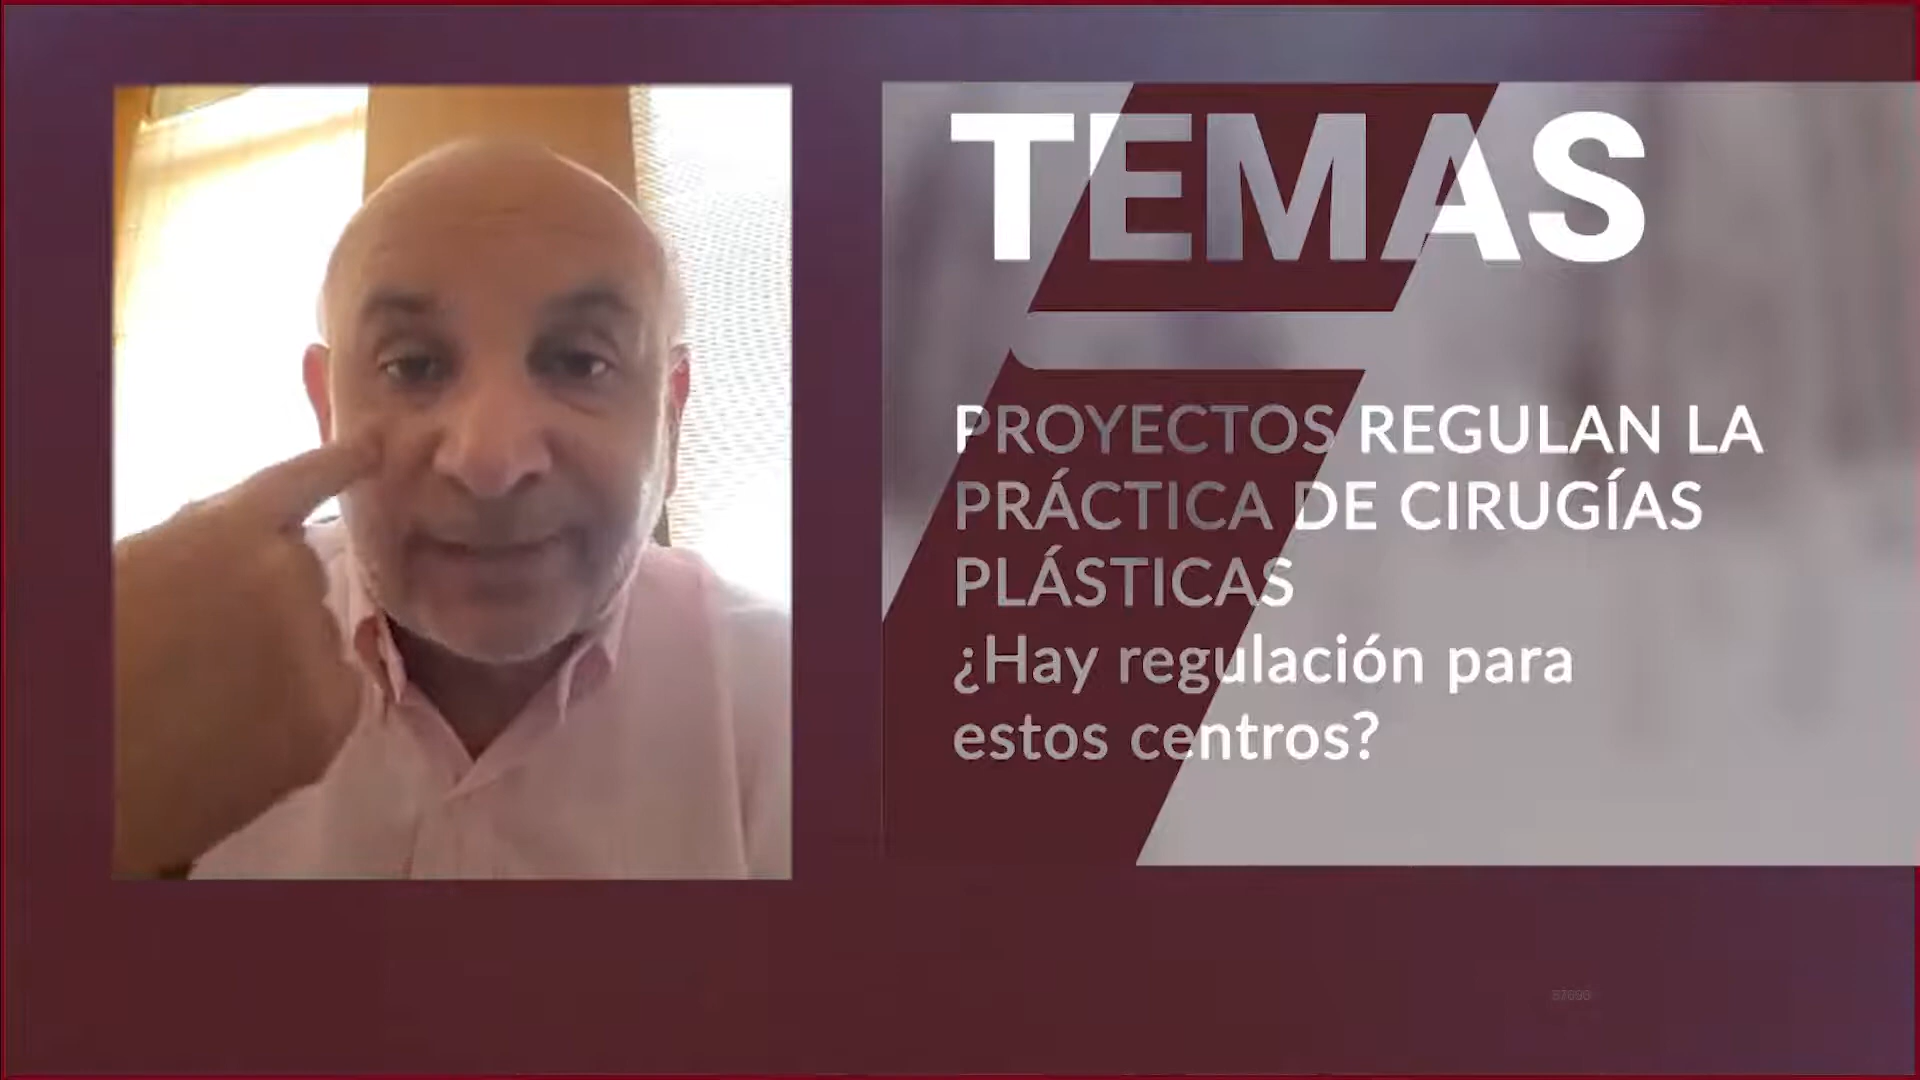 TEMAS
PROYECTOS REGULAN LA
PRÁCTICA DE CIRUGÍAS
PLÁSTICAS
¿Hay regulación para
estos centros?